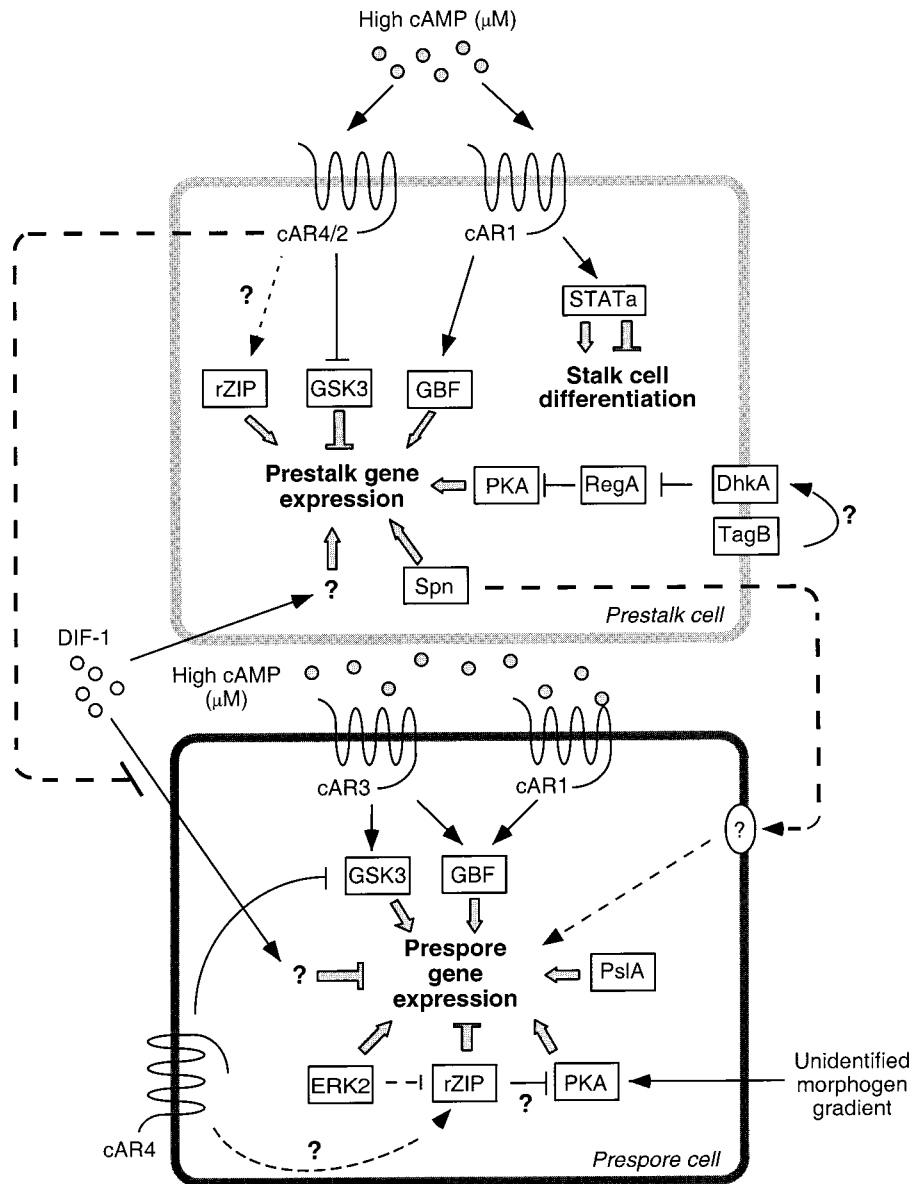 High cAMP (μM)
cAR4/2
cAR1
?
STATa
rZIP
GSK3
GBF
Stalk cell
differentiation
Prestalk gene
expression
PKA
RegA
DhkA
?
TagB
?
Spn
Prestalk cell
DIF-1
High cAMP
(μM)
cAR3
cAR1
?
GSK3
GBF
Prespore
gene
expression
?
PslA
ERK2
rZIP
?
PKA
Unidentified
morphogen
gradient
cAR4
?
Prespore cell